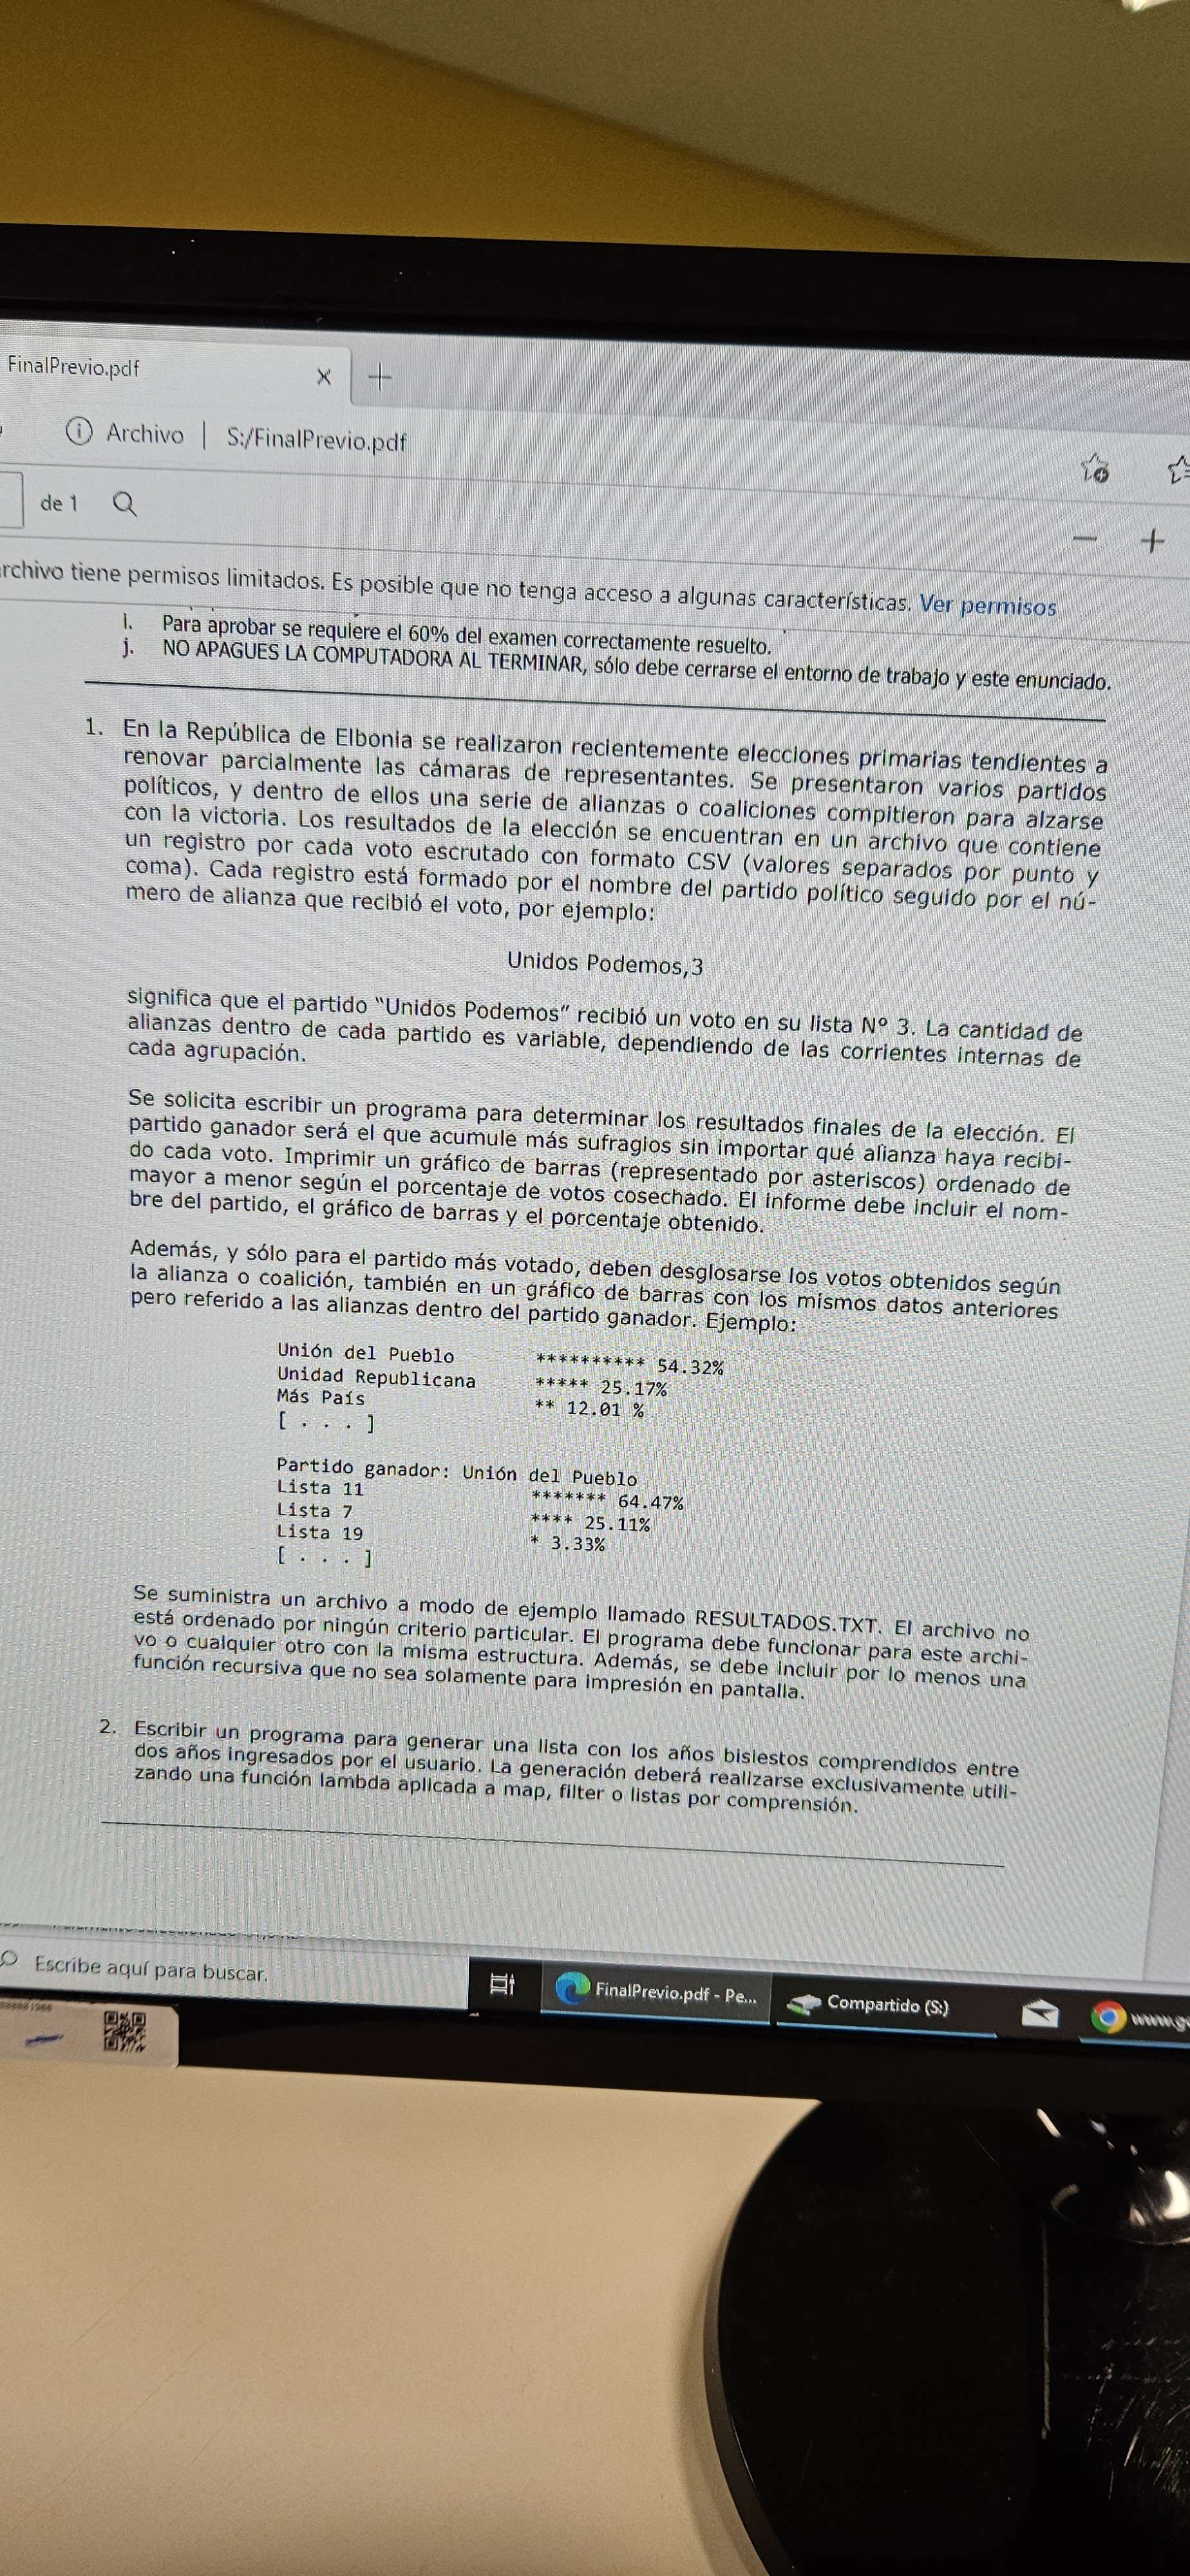 FinalPrevio.pdf
Archivo | S:/FinalPrevio.pdf
de 1
rchivo tiene permisos limitados. Es posible que no tenga acceso a algunas características. Ver permisos
i. Para aprobar se requiere el 60% del examen correctamente resuelto.
j. NO APAGUES LA COMPUTADORA AL TERMINAR, sólo debe cerrarse el entorno de trabajo y este enunciado.
1. En la República de Elbonia se realizaron recientemente elecciones primarias tendientes a
renovar parcialmente las cámaras de representantes. Se presentaron varios partidos
políticos, y dentro de ellos una serie de alianzas o coaliciones compitieron para alzarse
con la victoria. Los resultados de la elección se encuentran en un archivo que contiene
un registro por cada voto escrutado con formato CSV (valores separados por punto y
coma). Cada registro está formado por el nombre del partido político seguido por el nú-
mero de alianza que recibió el voto, por ejemplo:
Unidos Podemos,3
significa que el partido “Unidos Podemos” recibió un voto en su lista Nº 3. La cantidad de
alianzas dentro de cada partido es variable, dependiendo de las corrientes internas de
cada agrupación.
Se solicita escribir un programa para determinar los resultados finales de la elección. El
partido ganador será el que acumule más sufragios sin importar qué alianza haya recibi-
do cada voto. Imprimir un gráfico de barras (representado por asteriscos) ordenado de
mayor a menor según el porcentaje de votos cosechado. El informe debe incluir el nom-
bre del partido, el gráfico de barras y el porcentaje obtenido.
Además, y sólo para el partido más votado, deben desglosarse los votos obtenidos según
la alianza o coalición, también en un gráfico de barras con los mismos datos anteriores
pero referido a las alianzas dentro del partido ganador. Ejemplo:
Unión del Pueblo ********** 54.32%
Unidad Republicana ***** 25.17%
Más País ** 12.01 %
[ . . . ]
Partido ganador: Unión del Pueblo
Lista 11 ******* 64.47%
Lista 7 **** 25.11%
Lista 19 * 3.33%
[ . . . ]
Se suministra un archivo a modo de ejemplo llamado RESULTADOS.TXT. El archivo no
está ordenado por ningún criterio particular. El programa debe funcionar para este archi-
vo o cualquier otro con la misma estructura. Además, se debe incluir por lo menos una
función recursiva que no sea solamente para impresión en pantalla.
2. Escribir un programa para generar una lista con los años bisiestos comprendidos entre
dos años ingresados por el usuario. La generación deberá realizarse exclusivamente utili-
zando una función lambda aplicada a map, filter o listas por comprensión.
Escribe aquí para buscar.
FinalPrevio.pdf - Pe...
Compartido (S:)